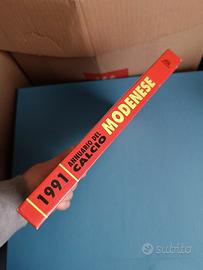 1991
ANNUARIO DEL
CALCIO
MODENESE
subito